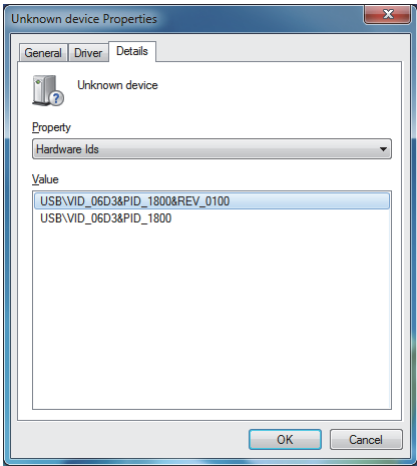 Unknown device Properties
General Driver Details
Unknown device
Property
Hardware Ids
Value
USB\VID_06D3&PID_1800&REV_0100
USB\VID_06D3&PID_1800
OK Cancel